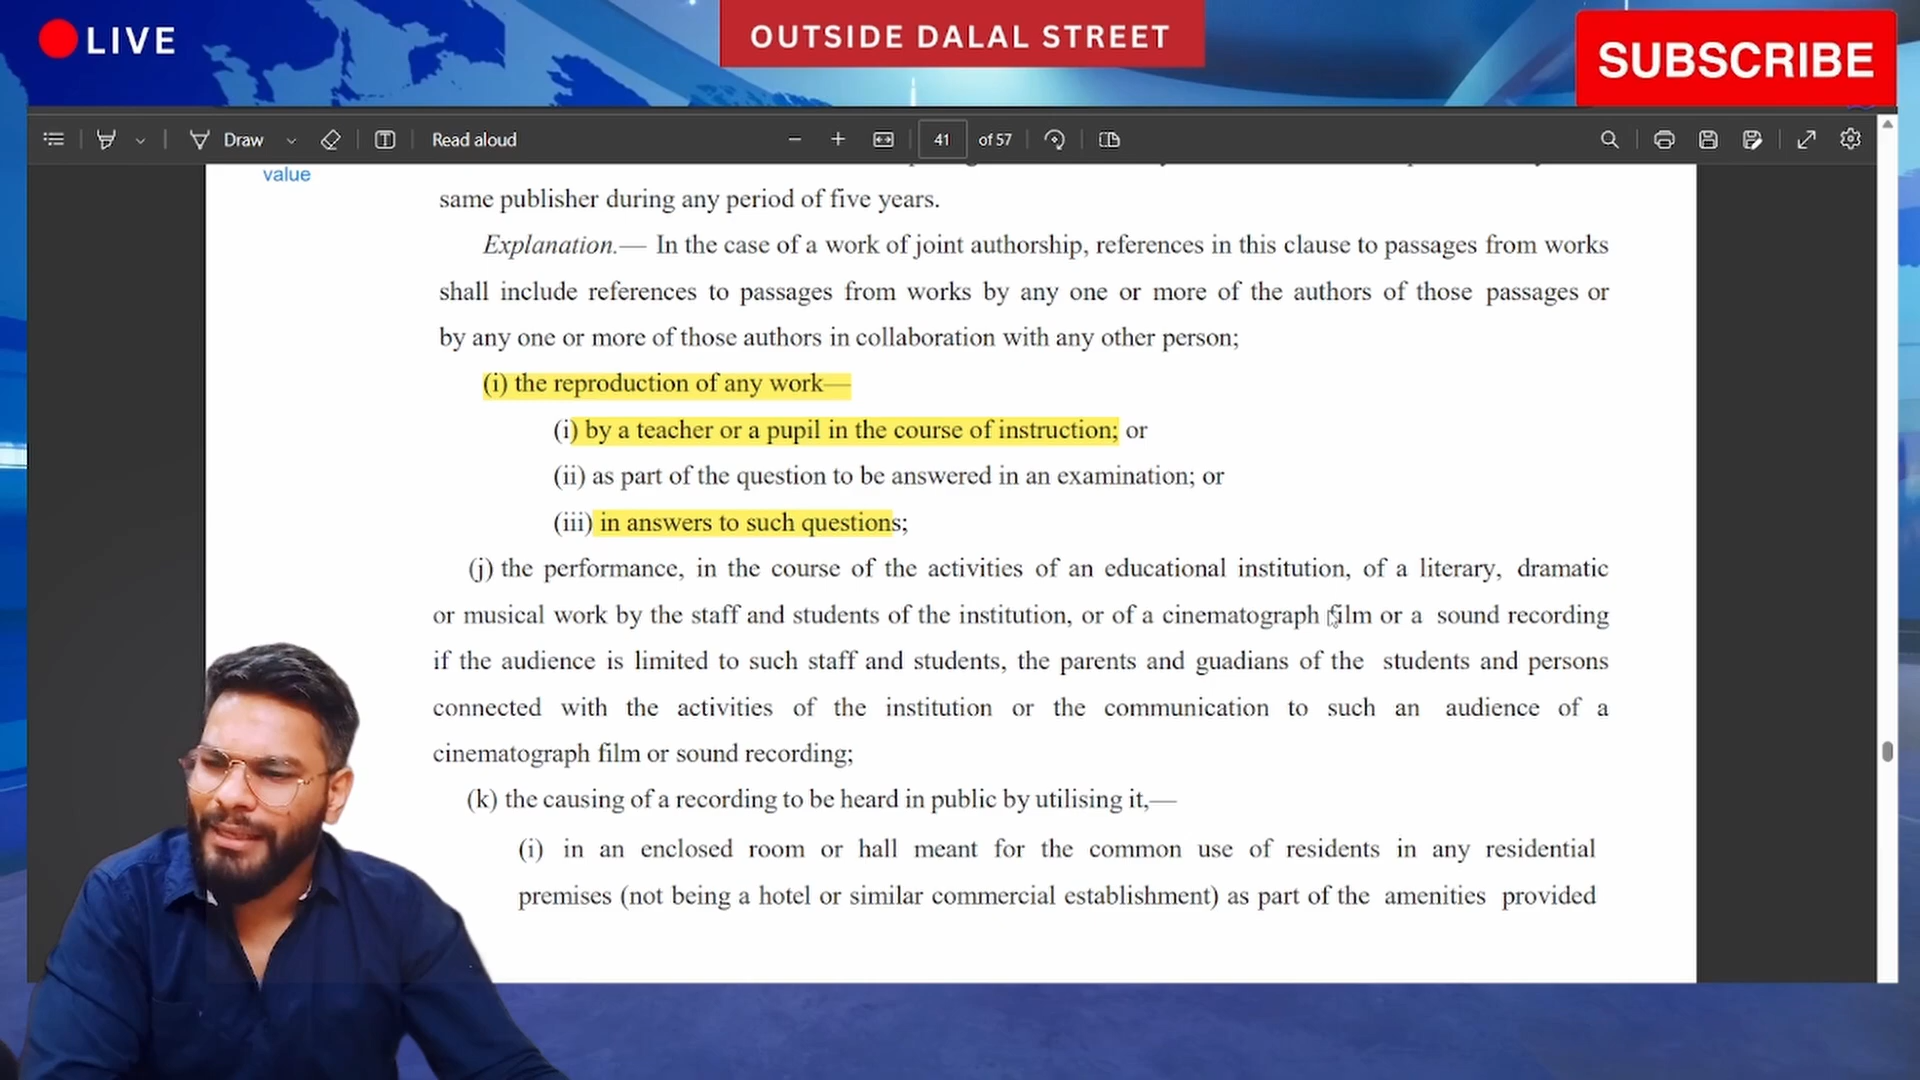 LIVE
OUTSIDE DALAL STREET
SUBSCRIBE
Draw
Read aloud
41 of 57
value
same publisher during any period of five years.
Explanation.— In the case of a work of joint authorship, references in this clause to passages from works
shall include references to passages from works by any one or more of the authors of those passages or
by any one or more of those authors in collaboration with any other person;
(i) the reproduction of any work—
(i) by a teacher or a pupil in the course of instruction; or
(ii) as part of the question to be answered in an examination; or
(iii) in answers to such questions;
(j) the performance, in the course of the activities of an educational institution, of a literary, dramatic
or musical work by the staff and students of the institution, or of a cinematograph film or a sound recording
if the audience is limited to such staff and students, the parents and guadians of the students and persons
connected with the activities of the institution or the communication to such an audience of a
cinematograph film or sound recording;
(k) the causing of a recording to be heard in public by utilising it,—
(i) in an enclosed room or hall meant for the common use of residents in any residential
premises (not being a hotel or similar commercial establishment) as part of the amenities provided